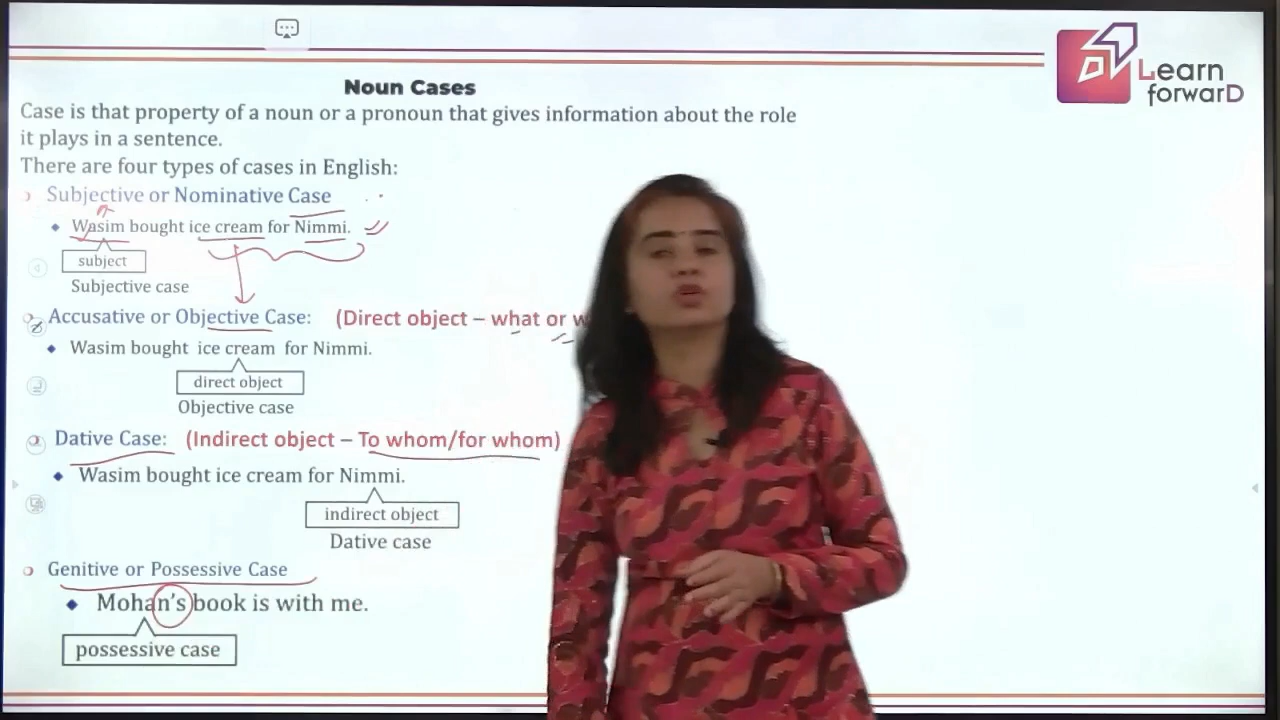 Learn
forwarD
Noun Cases
Case is that property of a noun or a pronoun that gives information about the role
it plays in a sentence.
There are four types of cases in English:
Subjective or Nominative Case
Wasim bought ice cream for Nimmi.
subject
Subjective case
Accusative or Objective Case: (Direct object – what or
Wasim bought ice cream for Nimmi.
direct object
Objective case
Dative Case: (Indirect object – To whom/for whom)
Wasim bought ice cream for Nimmi.
indirect object
Dative case
Genitive or Possessive Case
Mohan's book is with me.
possessive case